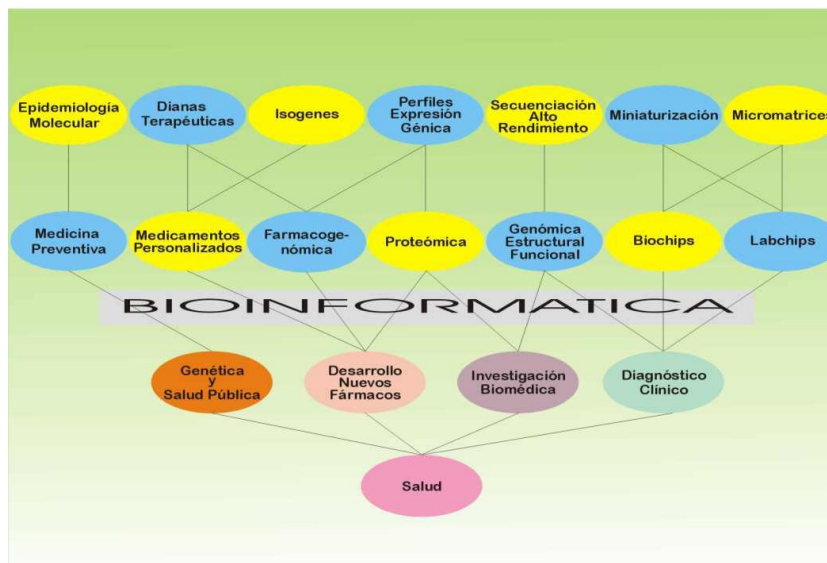 Epidemiología
Molecular
Dianas
Terapéuticas
Isogenes
Perfiles
Expresión
Génica
Secuenciación
Alto
Rendimiento
Miniaturización
Micromatrices
Medicina
Preventiva
Medicamentos
Personalizados
Farmacoge-
nómica
Proteómica
Genómica
Estructural
Funcional
Biochips
Labchips
BIOINFORMATICA
Genética
y
Salud Pública
Desarrollo
Nuevos
Fármacos
Investigación
Biomédica
Diagnóstico
Clínico
Salud